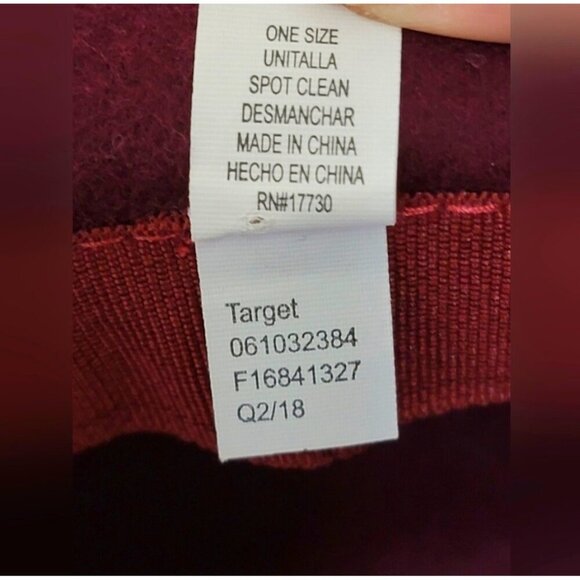 ONE SIZE
UNITALLA
SPOT CLEAN
DESMANCHAR
MADE IN CHINA
HECHO EN CHINA
RN#17730
Target
061032384
F16841327
Q2/18